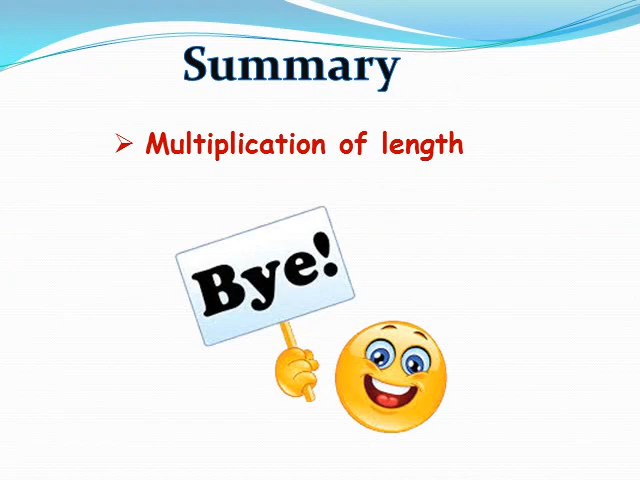 Summary
➢ Multiplication of length
Bye!